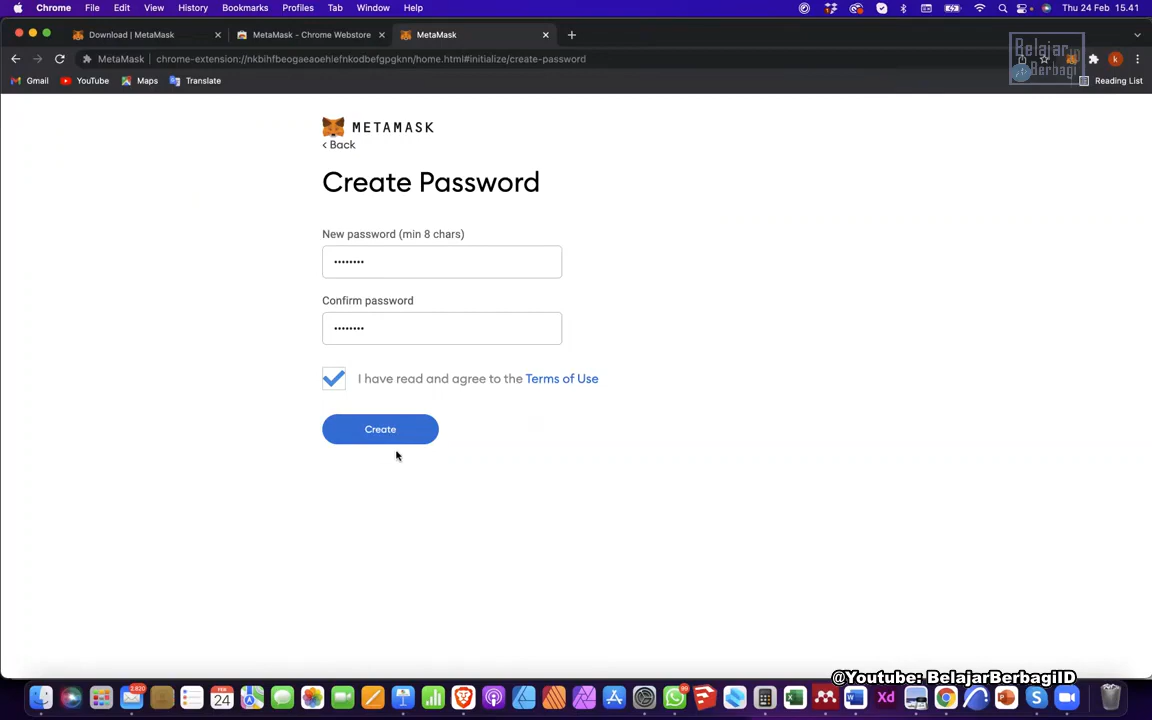 Chrome File Edit View History Bookmarks Profiles Tab Window Help Thu 24 Feb 15.41
Download | MetaMask MetaMask - Chrome Webstore MetaMask
MetaMask chrome-extension://nkbihfbeogaeaoehlefnkodbefgpgknn/home.html#initialize/create-password
Belajar
Berbagi
Gmail YouTube Maps Translate Reading List
METAMASK
< Back
Create Password
New password (min 8 chars)
••••••••
Confirm password
••••••••
I have read and agree to the Terms of Use
Create
@Youtube: BelajarBerbagiID